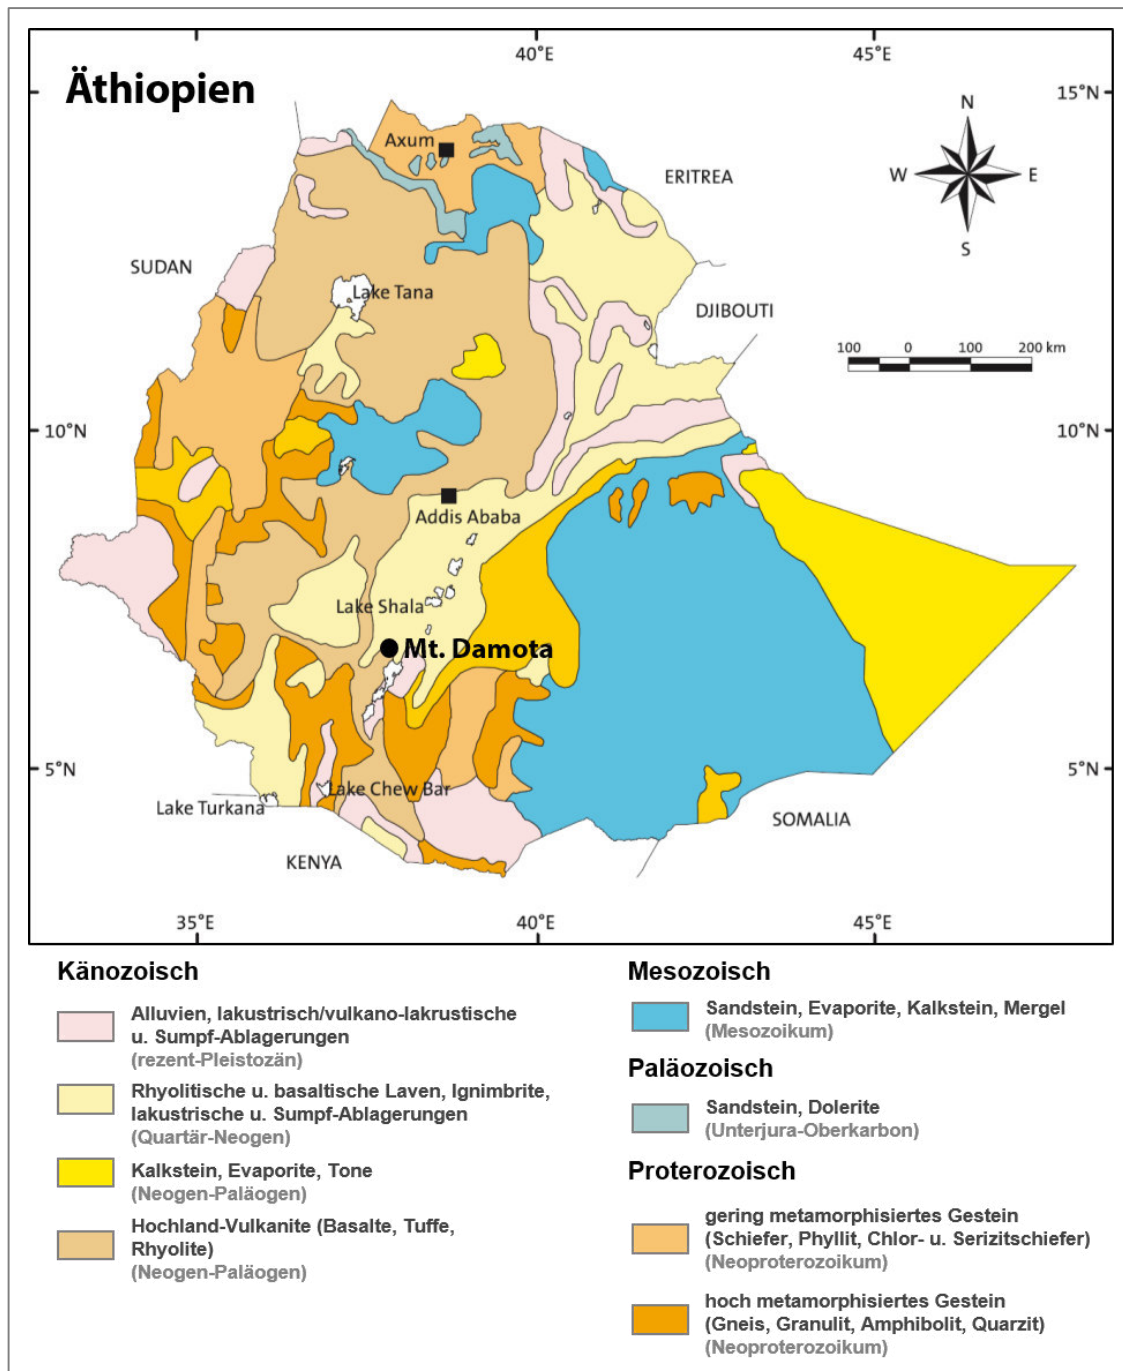 40°E
45°E
Äthiopien
15°N
N
W
E
S
Axum
ERITREA
SUDAN
Lake Tana
DJIBOUTI
100 0 100 200 km
10°N
10°N
Addis Ababa
Lake Shala
Mt. Damota
5°N
5°N
Lake Chew Bar
Lake Turkana
SOMALIA
KENYA
35°E
40°E
45°E
Känozoisch
Alluvien, lakustrisch/vulkano-lakrustische
u. Sumpf-Ablagerungen
(rezent-Pleistozän)
Rhyolitische u. basaltische Laven, Ignimbrite,
lakustrische u. Sumpf-Ablagerungen
(Quartär-Neogen)
Kalkstein, Evaporite, Tone
(Neogen-Paläogen)
Hochland-Vulkanite (Basalte, Tuffe,
Rhyolite)
(Neogen-Paläogen)
Mesozoisch
Sandstein, Evaporite, Kalkstein, Mergel
(Mesozoikum)
Paläozoisch
Sandstein, Dolerite
(Unterjura-Oberkarbon)
Proterozoisch
gering metamorphisiertes Gestein
(Schiefer, Phyllit, Chlor- u. Serizitschiefer)
(Neoproterozoikum)
hoch metamorphisiertes Gestein
(Gneis, Granulit, Amphibolit, Quarzit)
(Neoproterozoikum)